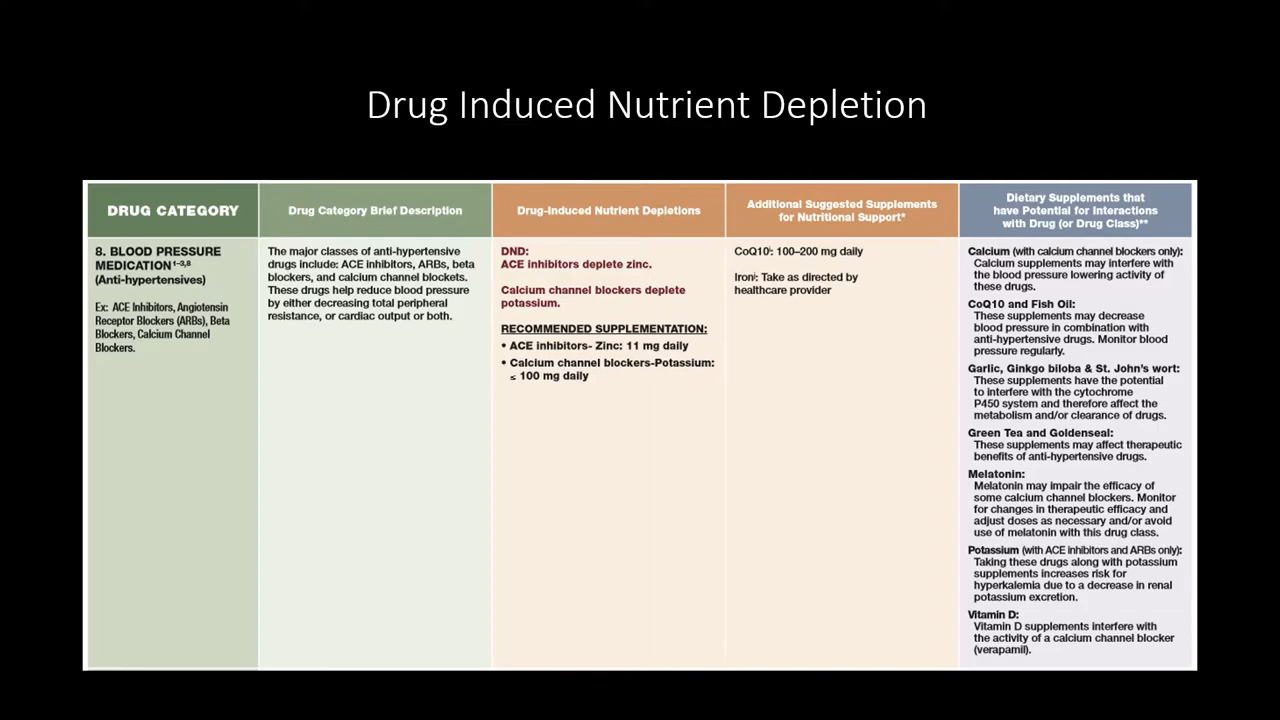 Drug Induced Nutrient Depletion
DRUG CATEGORY
Drug Category Brief Description
Drug-Induced Nutrient Depletions
Additional Suggested Supplements
for Nutritional Support*
Dietary Supplements that
have Potential for Interactions
with Drug (or Drug Class)**
8. BLOOD PRESSURE
MEDICATION¹⁻³,⁸
(Anti-hypertensives)
Ex: ACE Inhibitors, Angiotensin
Receptor Blockers (ARBs), Beta
Blockers, Calcium Channel
Blockers.
The major classes of anti-hypertensive
drugs include: ACE inhibitors, ARBs, beta
blockers, and calcium channel blockets.
These drugs help reduce blood pressure
by either decreasing total peripheral
resistance, or cardiac output or both.
DND:
ACE inhibitors deplete zinc.
Calcium channel blockers deplete
potassium.
RECOMMENDED SUPPLEMENTATION:
• ACE inhibitors- Zinc: 11 mg daily
• Calcium channel blockers-Potassium:
≤ 100 mg daily
CoQ10ⁱ: 100–200 mg daily
Ironʲ: Take as directed by
healthcare provider
Calcium (with calcium channel blockers only):
Calcium supplements may interfere with
the blood pressure lowering activity of
these drugs.
CoQ10 and Fish Oil:
These supplements may decrease
blood pressure in combination with
anti-hypertensive drugs. Monitor blood
pressure regularly.
Garlic, Ginkgo biloba & St. John's wort:
These supplements have the potential
to interfere with the cytochrome
P450 system and therefore affect the
metabolism and/or clearance of drugs.
Green Tea and Goldenseal:
These supplements may affect therapeutic
benefits of anti-hypertensive drugs.
Melatonin:
Melatonin may impair the efficacy of
some calcium channel blockers. Monitor
for changes in therapeutic efficacy and
adjust doses as necessary and/or avoid
use of melatonin with this drug class.
Potassium (with ACE inhibitors and ARBs only):
Taking these drugs along with potassium
supplements increases risk for
hyperkalemia due to a decrease in renal
potassium excretion.
Vitamin D:
Vitamin D supplements interfere with
the activity of a calcium channel blocker
(verapamil).